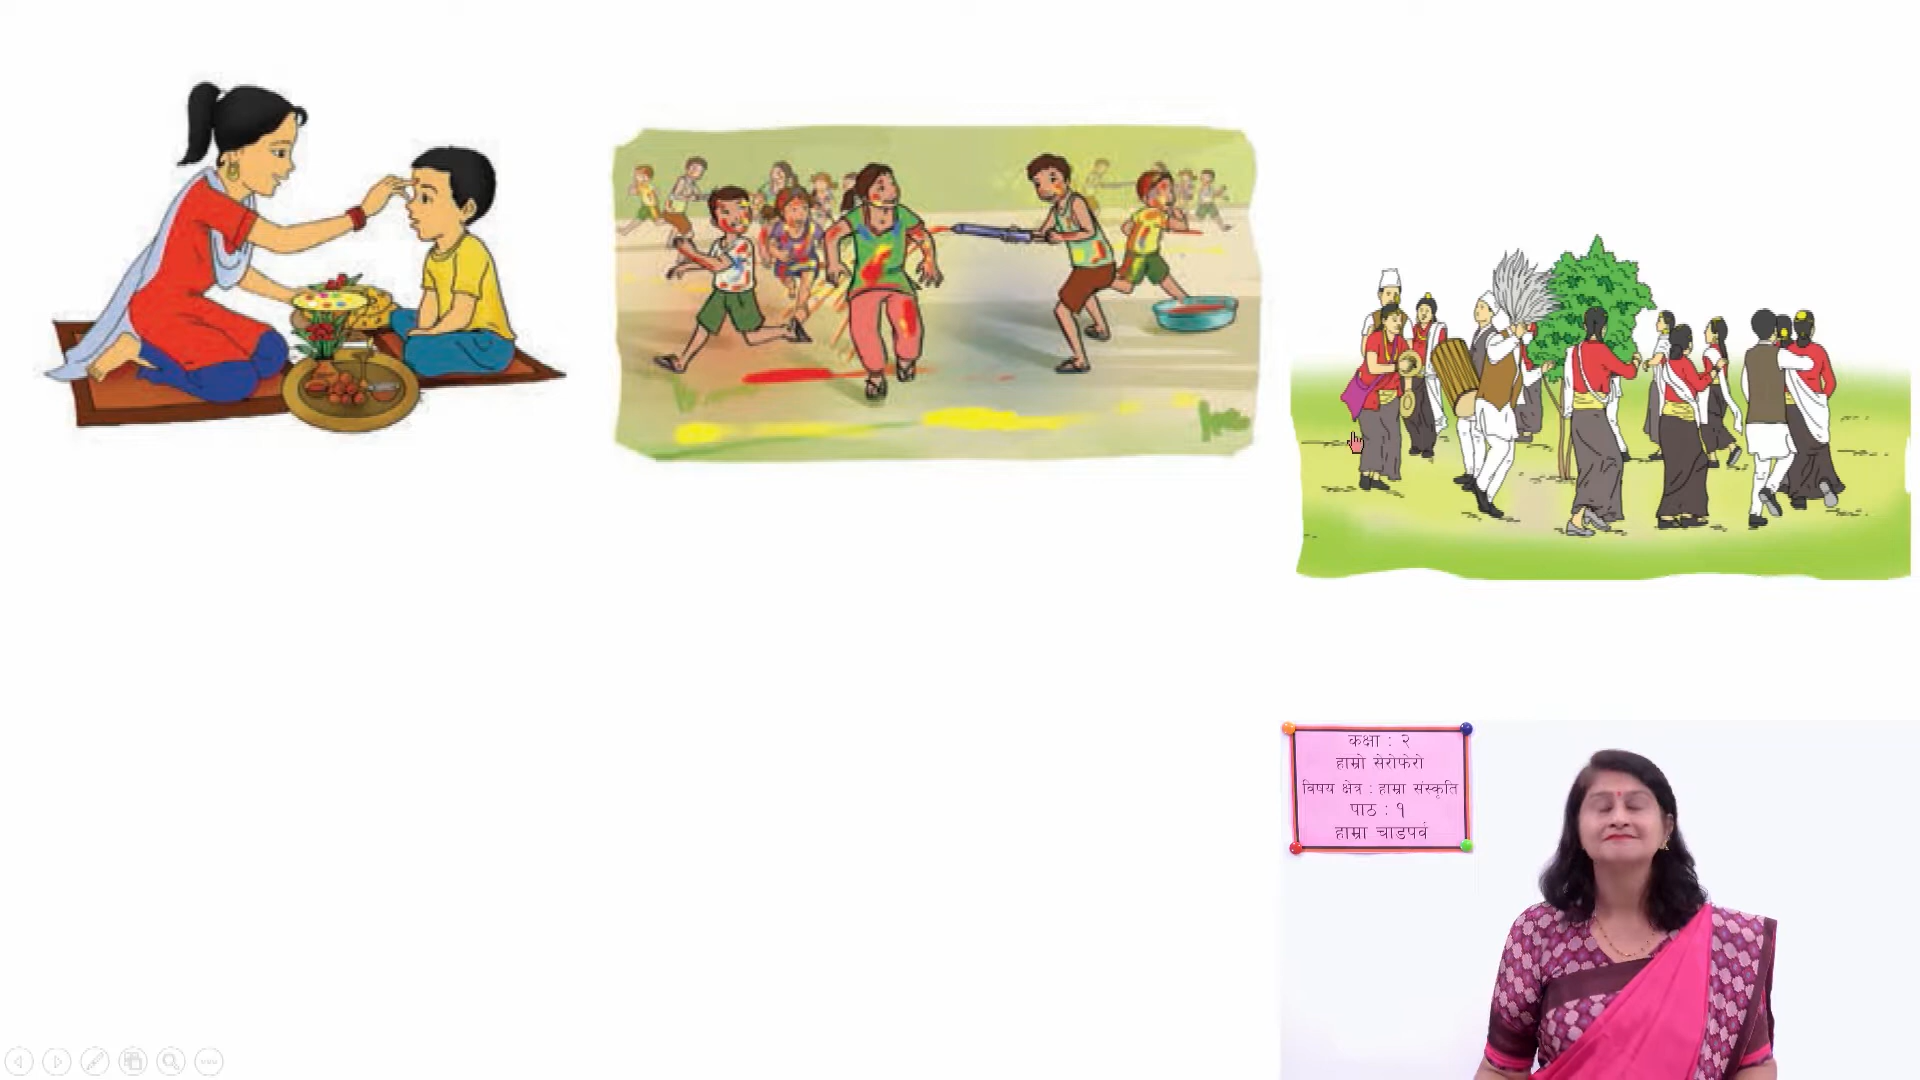 कक्षा : २
हाम्रो सेरोफेरो
विषय क्षेत्र : हाम्रा संस्कृति
पाठ : १
हाम्रा चाडपर्व